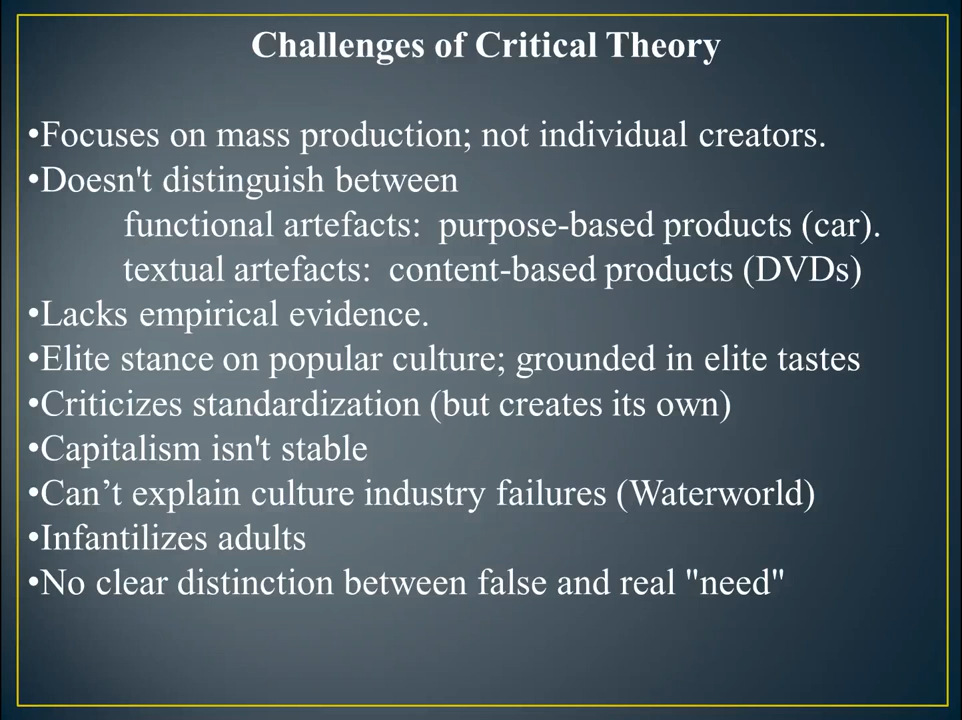 Challenges of Critical Theory
•Focuses on mass production; not individual creators.
•Doesn't distinguish between
functional artefacts:  purpose-based products (car).
textual artefacts:  content-based products (DVDs)
•Lacks empirical evidence.
•Elite stance on popular culture; grounded in elite tastes
•Criticizes standardization (but creates its own)
•Capitalism isn't stable
•Can’t explain culture industry failures (Waterworld)
•Infantilizes adults
•No clear distinction between false and real "need"